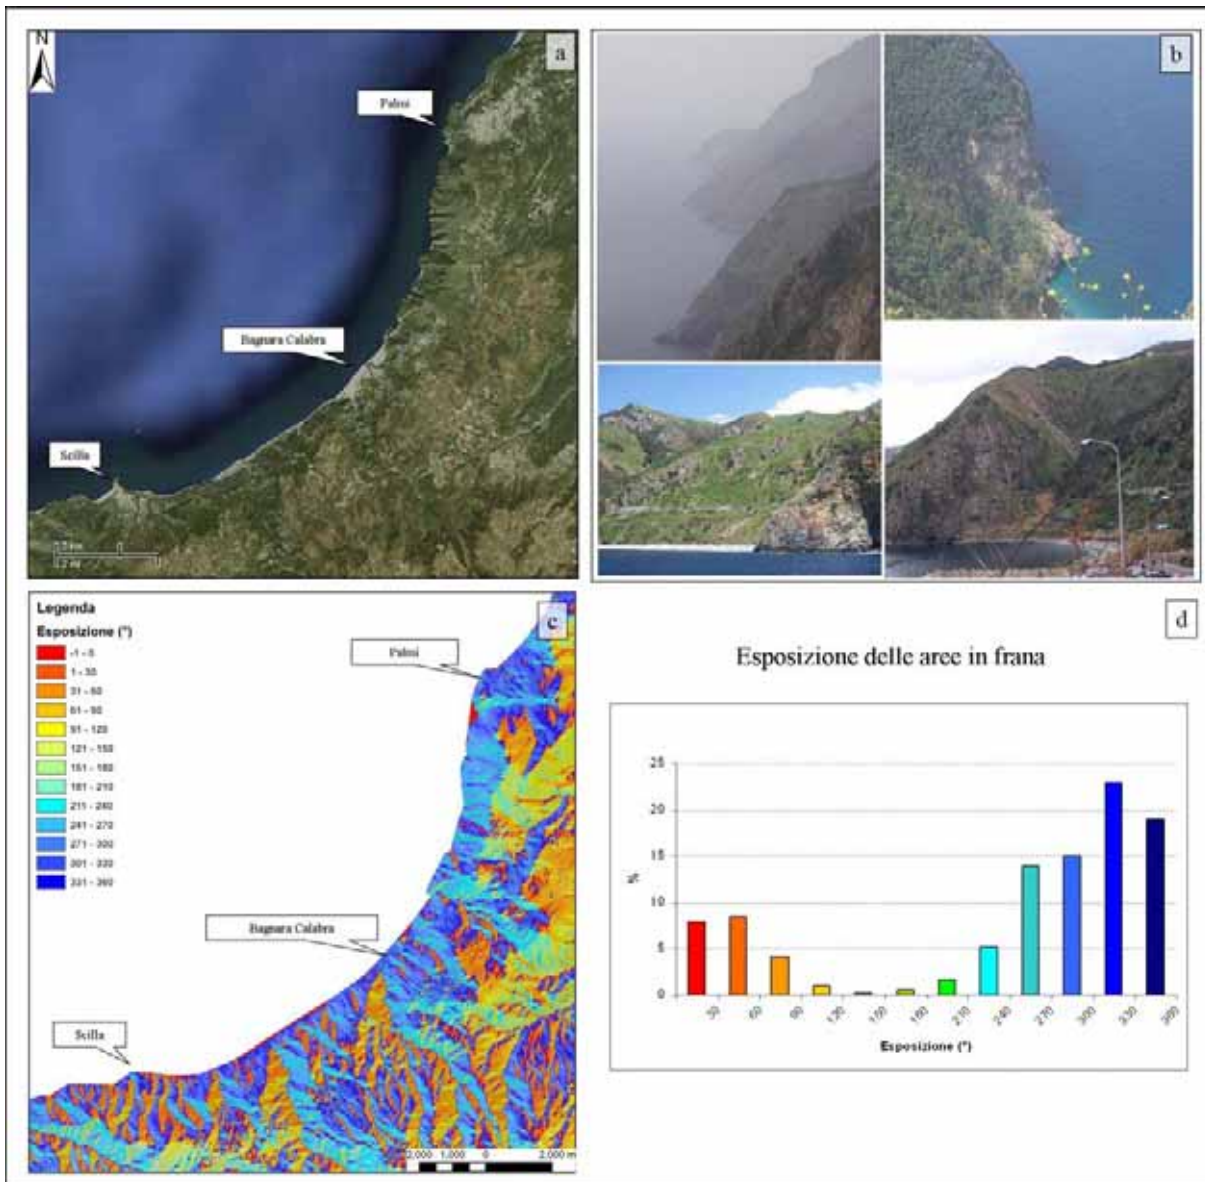 N
a
Palmi
Bagnara Calabra
Scilla
b
Legenda
Esposizione (°)
-1 - 0
1 - 30
31 - 60
61 - 90
91 - 120
121 - 150
151 - 180
181 - 210
211 - 240
241 - 270
271 - 300
301 - 330
331 - 360
c
Palmi
Bagnara Calabra
Scilla
2,000 1,000 0 2,000 m
d
Esposizione delle aree in frana
25
20
15
10
5
0
%
30
60
90
120
150
180
210
240
270
300
330
360
Esposizione (°)